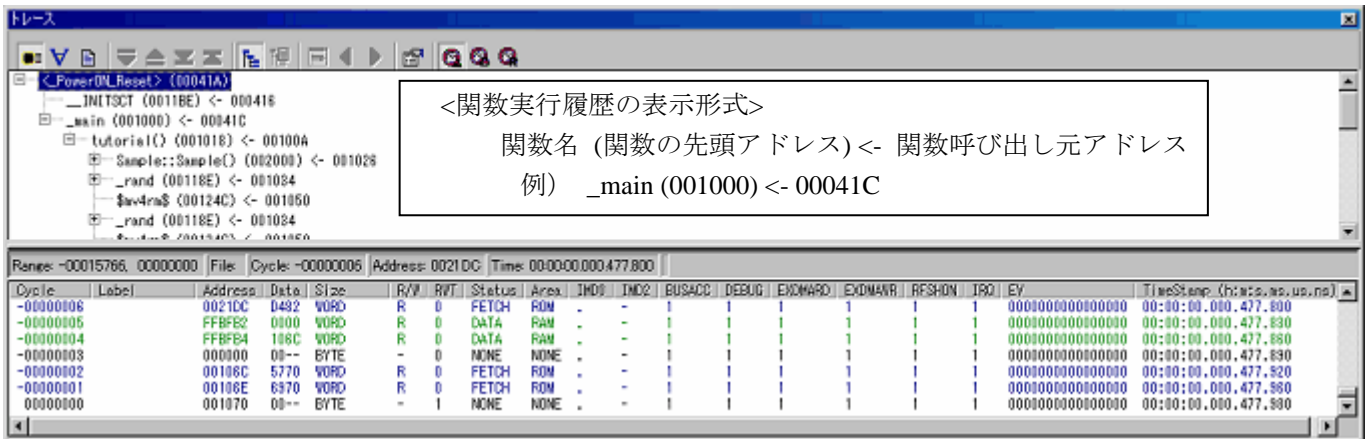 トレース
<_PowerON_Reset> (00041A)
__INITSCT (0011BE) <- 000416
_main (001000) <- 00041C
tutorial() (001018) <- 00100A
Sample::Sample() (002000) <- 001026
_rand (00118E) <- 001034
$mv4rm$ (00124C) <- 001050
_rand (00118E) <- 001034
<関数実行履歴の表示形式>
関数名 (関数の先頭アドレス) <- 関数呼び出し元アドレス
例） _main (001000) <- 00041C
Range: -00015766, 00000000 File: Cycle: -00000006 Address: 0021DC Time: 00:00:00.000.477.800
Cycle Label Address Data Size R/W RWT Status Area IMD0 IMD2 BUSACC DEBUG EXDMARD EXDMAWR RFSHON IRQ EV TimeStamp (h:m:s.ms.us.ns)
-00000006 0021DC D482 WORD R 0 FETCH ROM . - 1 1 1 1 1 1 0000000000000000 00:00:00.000.477.800
-00000005 FFBFB2 0000 WORD R 0 DATA RAM . - 1 1 1 1 1 1 0000000000000000 00:00:00.000.477.830
-00000004 FFBFB4 106C WORD R 0 DATA RAM . - 1 1 1 1 1 1 0000000000000000 00:00:00.000.477.860
-00000003 000000 00-- BYTE - 0 NONE NONE . - 1 1 1 1 1 1 0000000000000000 00:00:00.000.477.890
-00000002 00106C 5770 WORD R 0 FETCH ROM . - 1 1 1 1 1 1 0000000000000000 00:00:00.000.477.920
-00000001 00106E 6970 WORD R 0 FETCH ROM . - 1 1 1 1 1 1 0000000000000000 00:00:00.000.477.960
00000000 001070 00-- BYTE - 1 NONE NONE . - 1 1 1 1 1 1 0000000000000000 00:00:00.000.477.980